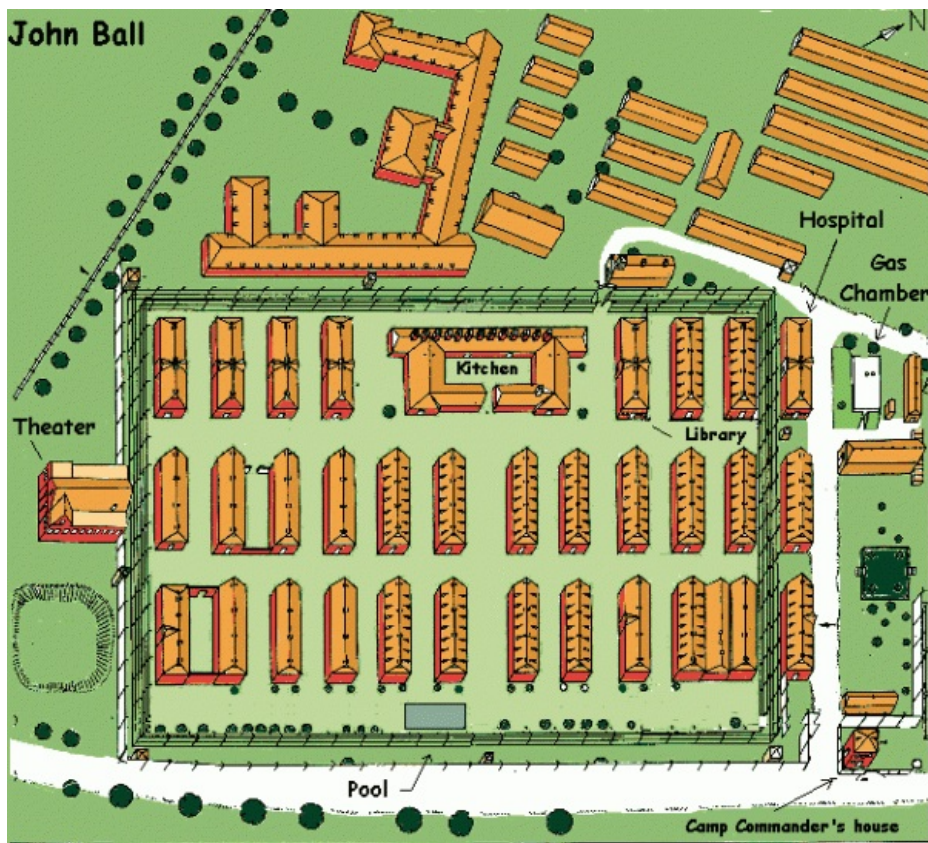 John Ball
N
Hospital
Gas
Chamber
Kitchen
Library
Theater
Pool
Camp Commander's house